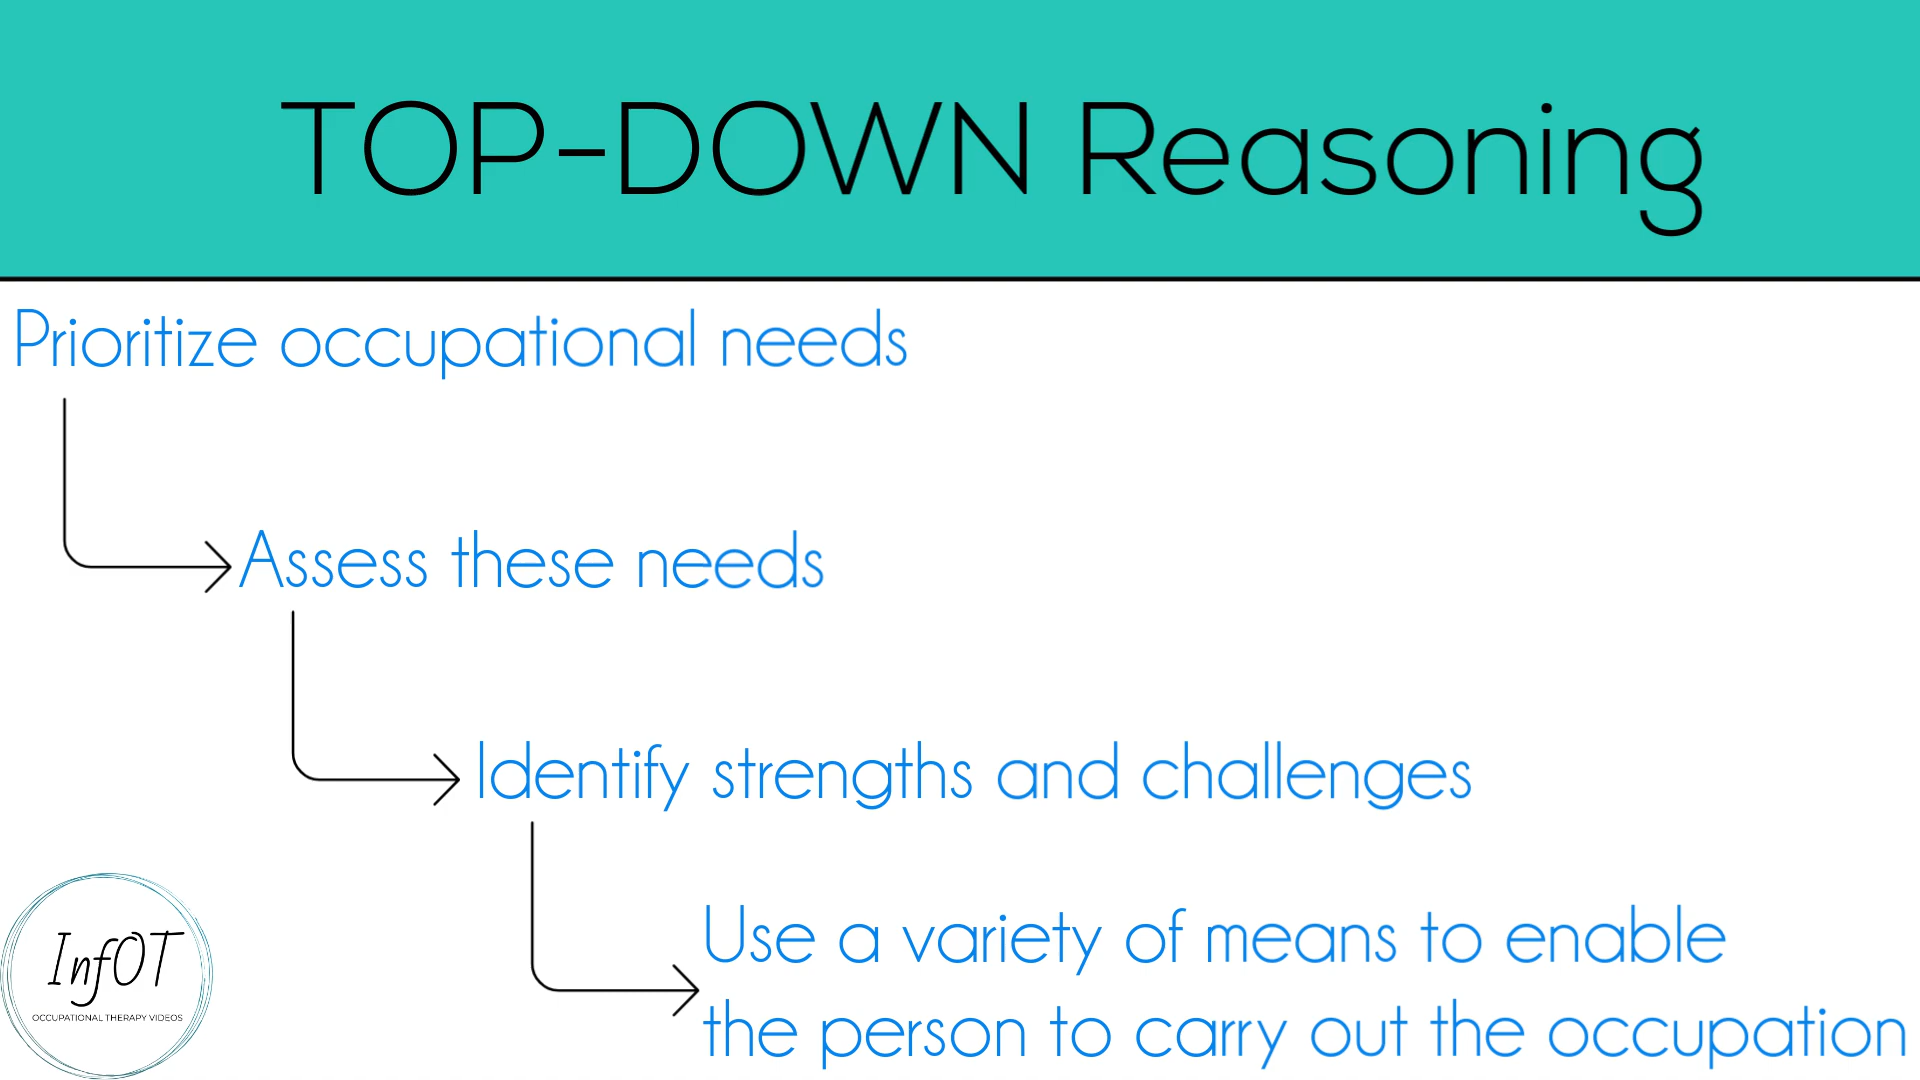 TOP-DOWN Reasoning
Prioritize occupational needs
Assess these needs
Identify strengths and challenges
Use a variety of means to enable
the person to carry out the occupation
InfOT
OCCUPATIONAL THERAPY VIDEOS